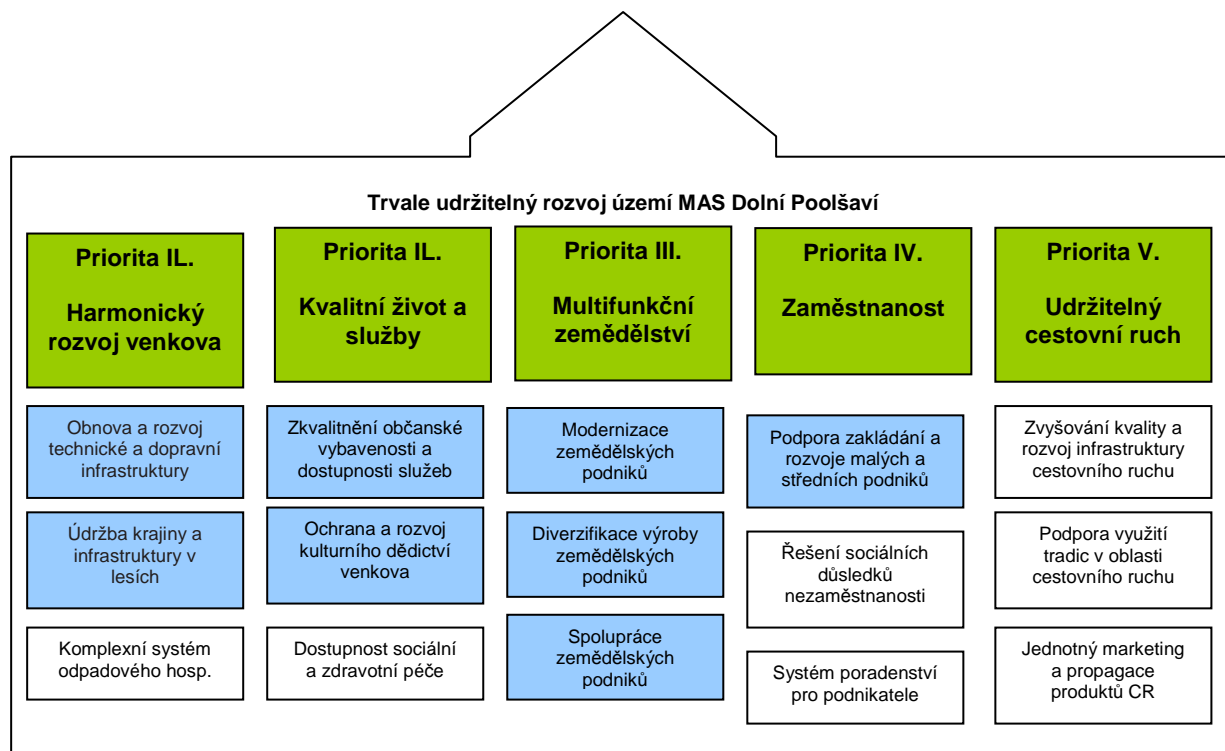 Trvale udržitelný rozvoj území MAS Dolní Poolšaví
Priorita IL.
Harmonický
rozvoj venkova
Obnova a rozvoj
technické a dopravní
infrastruktury
Údržba krajiny a
infrastruktury v
lesích
Komplexní systém
odpadového hosp.
Priorita IL.
Kvalitní život a
služby
Zkvalitnění občanské
vybavenosti a
dostupnosti služeb
Ochrana a rozvoj
kulturního dědictví
venkova
Dostupnost sociální
a zdravotní péče
Priorita III.
Multifunkční
zemědělství
Modernizace
zemědělských
podniků
Diverzifikace výroby
zemědělských
podniků
Spolupráce
zemědělských
podniků
Priorita IV.
Zaměstnanost
Podpora zakládání a
rozvoje malých a
středních podniků
Řešení sociálních
důsledků
nezaměstnanosti
Systém poradenství
pro podnikatele
Priorita V.
Udržitelný
cestovní ruch
Zvyšování kvality a
rozvoj infrastruktury
cestovního ruchu
Podpora využití
tradic v oblasti
cestovního ruchu
Jednotný marketing
a propagace
produktů CR